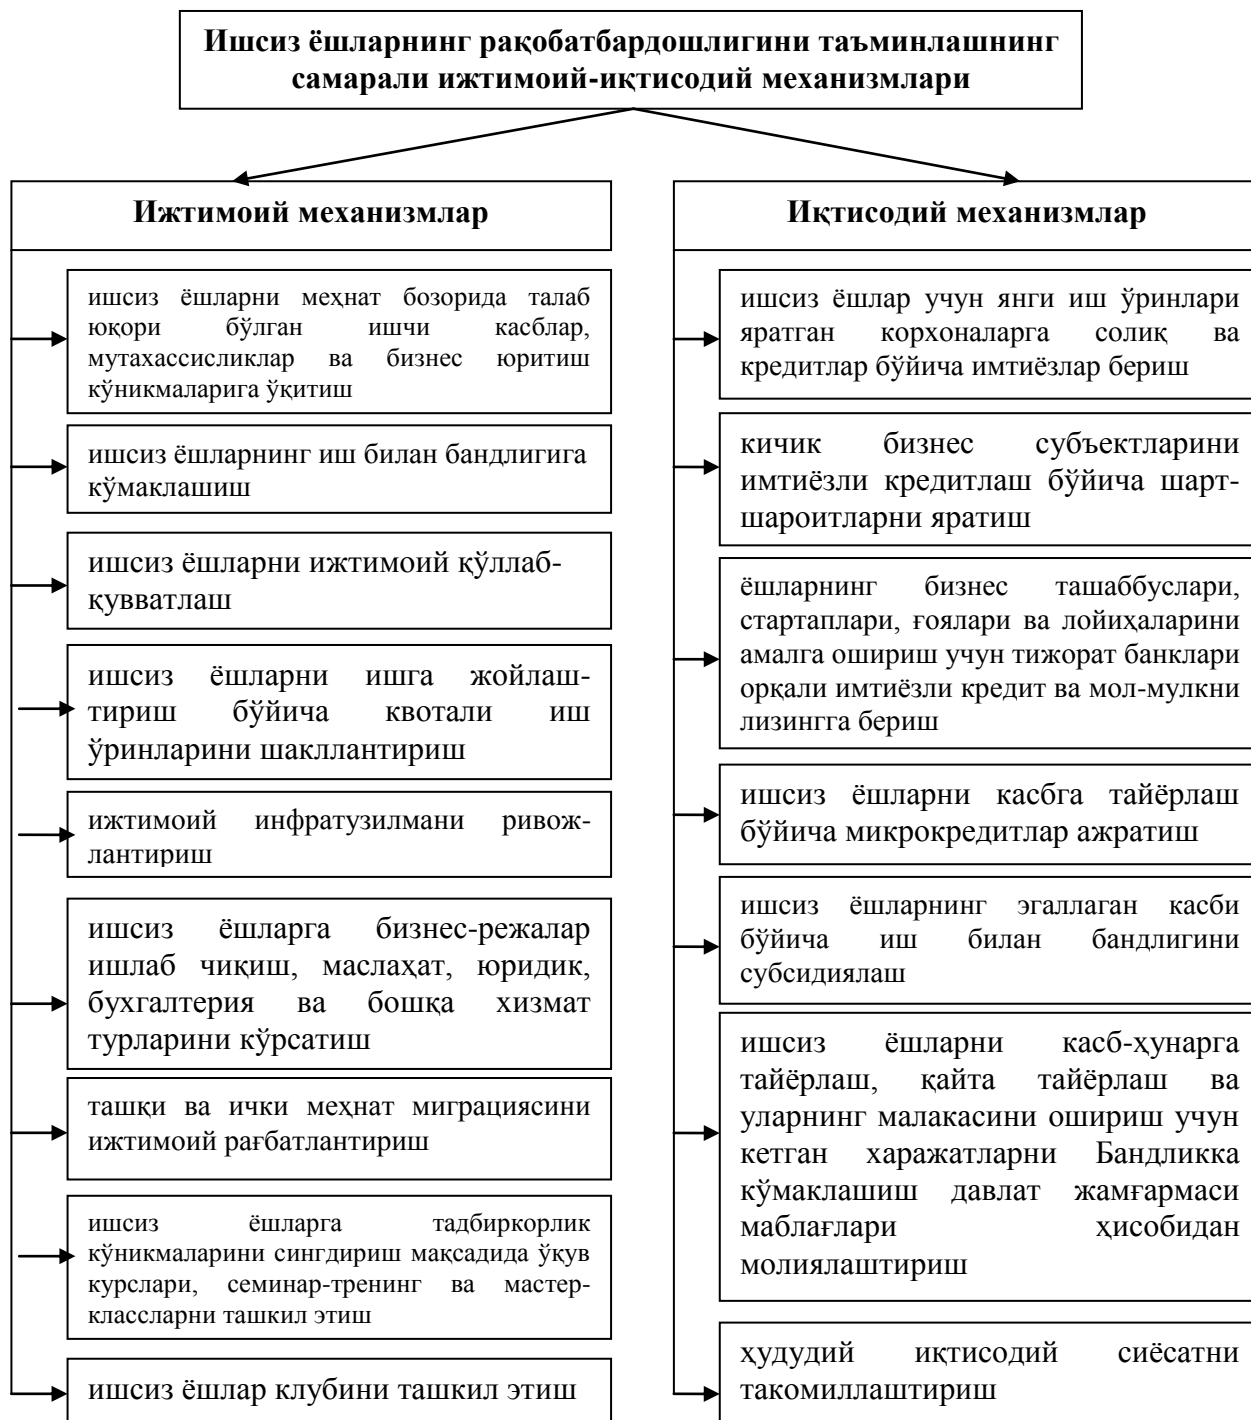 Ишсиз ёшларнинг рақобатбардошлигини таъминлашнинг
самарали ижтимоий-иқтисодий механизмлари
Ижтимоий механизмлар
ишсиз ёшларни меҳнат бозорида талаб
юқори бўлган ишчи касблар,
мутахассисликлар ва бизнес юритиш
кўникмаларига ўқитиш
ишсиз ёшларнинг иш билан бандлигига
кўмаклашиш
ишсиз ёшларни ижтимоий қўллаб-
қувватлаш
ишсиз ёшларни ишга жойлаш-
тириш бўйича квотали иш
ўринларини шакллантириш
ижтимоий инфратузилмани ривож-
лантириш
ишсиз ёшларга бизнес-режалар
ишлаб чиқиш, маслаҳат, юридик,
бухгалтерия ва бошқа хизмат
турларини кўрсатиш
ташқи ва ички меҳнат миграциясини
ижтимоий рағбатлантириш
ишсиз ёшларга тадбиркорлик
кўникмаларини сингдириш мақсадида ўқув
курслари, семинар-тренинг ва мастер-
классларни ташкил этиш
ишсиз ёшлар клубини ташкил этиш
Иқтисодий механизмлар
ишсиз ёшлар учун янги иш ўринлари
яратган корхоналарга солиқ ва
кредитлар бўйича имтиёзлар бериш
кичик бизнес субъектларини
имтиёзли кредитлаш бўйича шарт-
шароитларни яратиш
ёшларнинг бизнес ташаббуслари,
стартаплари, ғоялари ва лойиҳаларини
амалга ошириш учун тижорат банклари
орқали имтиёзли кредит ва мол-мулкни
лизингга бериш
ишсиз ёшларни касбга тайёрлаш
бўйича микрокредитлар ажратиш
ишсиз ёшларнинг эгаллаган касби
бўйича иш билан бандлигини
субсидиялаш
ишсиз ёшларни касб-ҳунарга
тайёрлаш, қайта тайёрлаш ва
уларнинг малакасини ошириш учун
кетган харажатларни Бандликка
кўмаклашиш давлат жамғармаси
маблағлари ҳисобидан
молиялаштириш
ҳудудий иқтисодий сиёсатни
такомиллаштириш